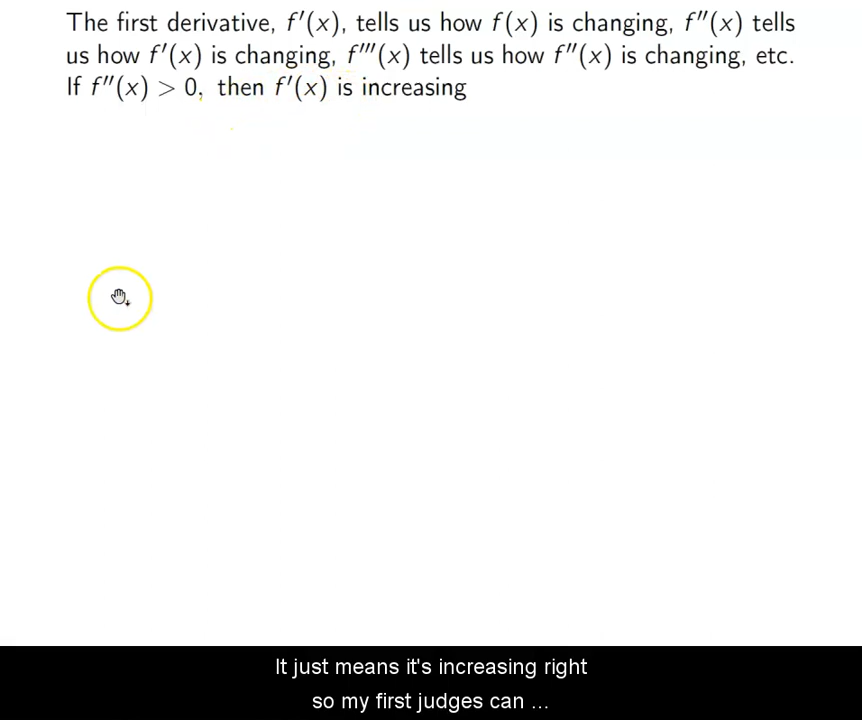 The first derivative, f′(x), tells us how f(x) is changing, f″(x) tells
us how f′(x) is changing, f‴(x) tells us how f″(x) is changing, etc.
If f″(x) > 0, then f′(x) is increasing
It just means it's increasing right
so my first judges can ...